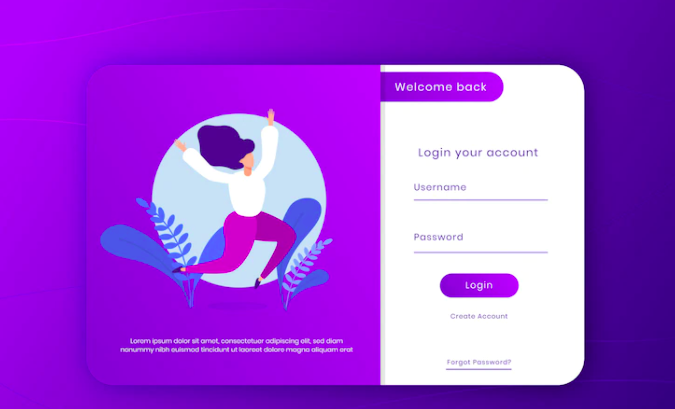 Welcome back
Login your account
Username
Password
Login
Create Account
Forgot Password?
Lorem ipsum dolor sit amet, consectetuer adipiscing elit, sed diam
nonummy nibh euismod tincidunt ut laoreet dolore magna aliquam erat